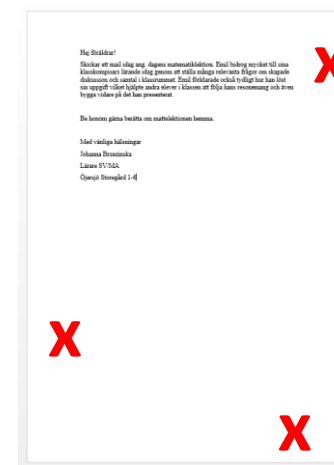 Hej föräldrar!
X
Skickar ett mail idag ang. dagens matematiklektion. Emil bidrog mycket till sina
klasskompisars lärande idag genom att ställa många relevanta frågor om skapade
diskussion och samtal i klassrummet. Emil förklarade också tydligt hur han löst
sin uppgift vilket hjälpte andra elever i klassen att följa hans resonemang och även
bygga vidare på det han presenterat.
Be honom gärna berätta om mattelektionen hemma.
Med vänliga hälsningar
Johanna Brozinska
Lärare SV/MA
Öjersjö Storegård 1-6
X
X